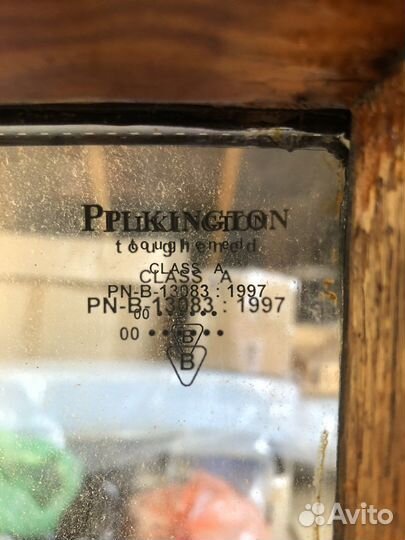 PILKINGTON
toughened
CLASS A
PN-B-13083 : 1997
00 • • • • • •
B
Avito